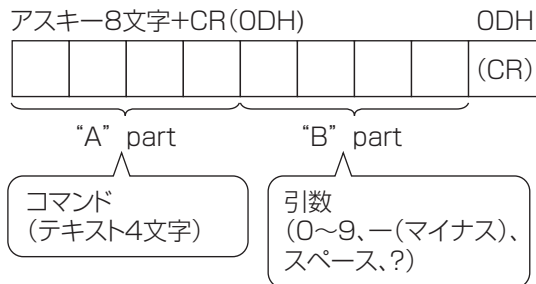 アスキー8文字+CR(0DH)
0DH
(CR)
“A” part
“B” part
コマンド
(テキスト4文字)
引数
(0～9、ー(マイナス)、
スペース、?)